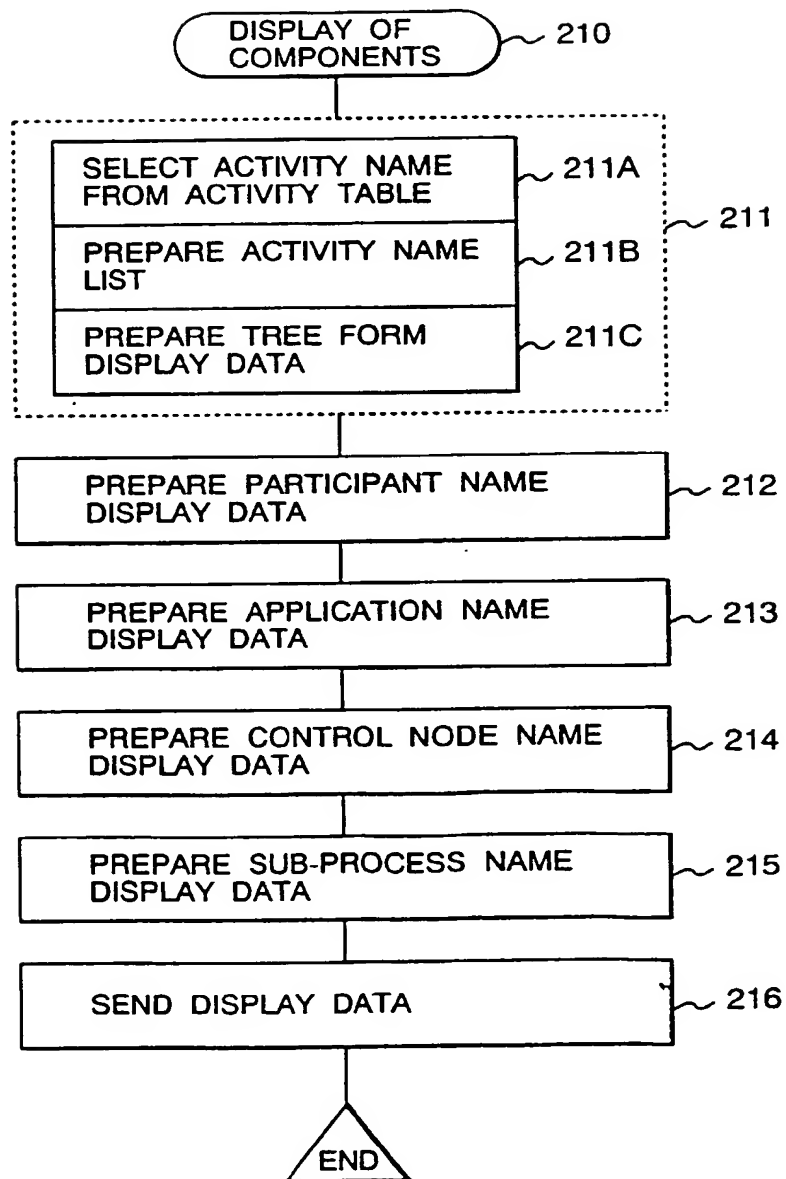 DISPLAY OF
COMPONENTS
210
SELECT ACTIVITY NAME
FROM ACTIVITY TABLE
211A
211
PREPARE ACTIVITY NAME
LIST
211B
PREPARE TREE FORM
DISPLAY DATA
211C
PREPARE PARTICIPANT NAME
DISPLAY DATA
212
PREPARE APPLICATION NAME
DISPLAY DATA
213
PREPARE CONTROL NODE NAME
DISPLAY DATA
214
PREPARE SUB-PROCESS NAME
DISPLAY DATA
215
SEND DISPLAY DATA
216
END